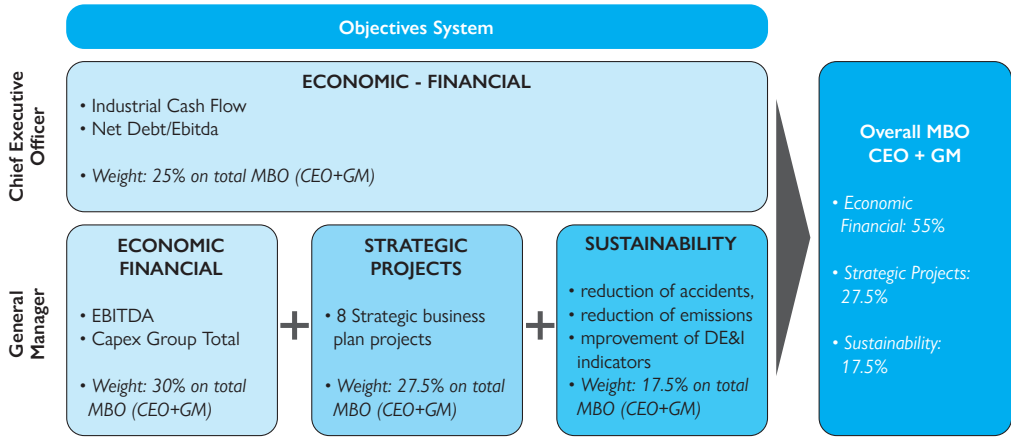 Objectives System
Chief Executive
Officer
ECONOMIC - FINANCIAL
• Industrial Cash Flow
• Net Debt/Ebitda
• Weight: 25% on total MBO (CEO+GM)
General
Manager
ECONOMIC
FINANCIAL
• EBITDA
• Capex Group Total
• Weight: 30% on total
MBO (CEO+GM)
+
STRATEGIC
PROJECTS
• 8 Strategic business
plan projects
• Weight: 27.5% on total
MBO (CEO+GM)
+
SUSTAINABILITY
• reduction of accidents,
• reduction of emissions
• mprovement of DE&I
indicators
• Weight: 17.5% on total
MBO (CEO+GM)
Overall MBO
CEO + GM
• Economic
Financial: 55%
• Strategic Projects:
27.5%
• Sustainability:
17.5%